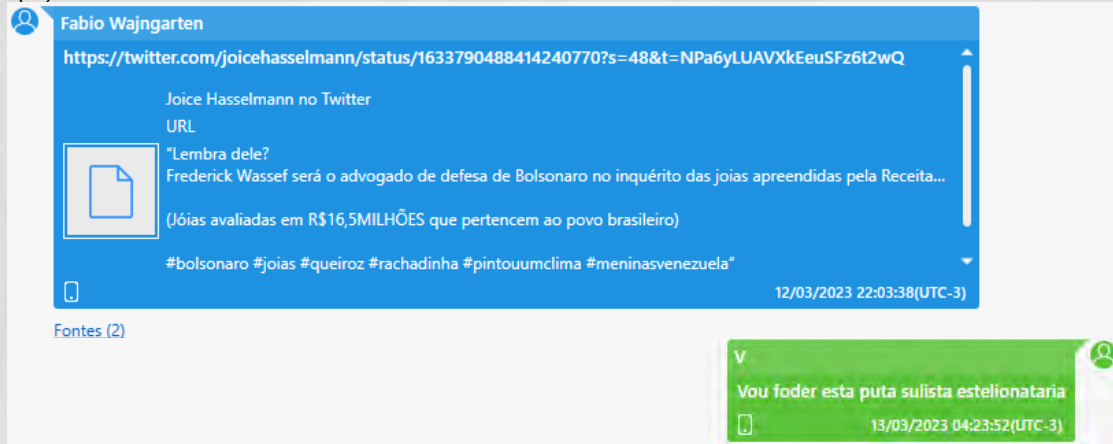 Fabio Wajngarten
https://twitter.com/joicehasselmann/status/1633790488414240770?s=48&t=NPa6yLUAVXkEeuSFz6t2wQ
Joice Hasselmann no Twitter
URL
"Lembra dele?
Frederick Wassef será o advogado de defesa de Bolsonaro no inquérito das joias apreendidas pela Receita...
(Jóias avaliadas em R$16,5MILHÕES que pertencem ao povo brasileiro)
#bolsonaro #joias #queiroz #rachadinha #pintouumclima #meninasvenezuela"
12/03/2023 22:03:38(UTC-3)
Fontes (2)
V
Vou foder esta puta sulista estelionataria
13/03/2023 04:23:52(UTC-3)